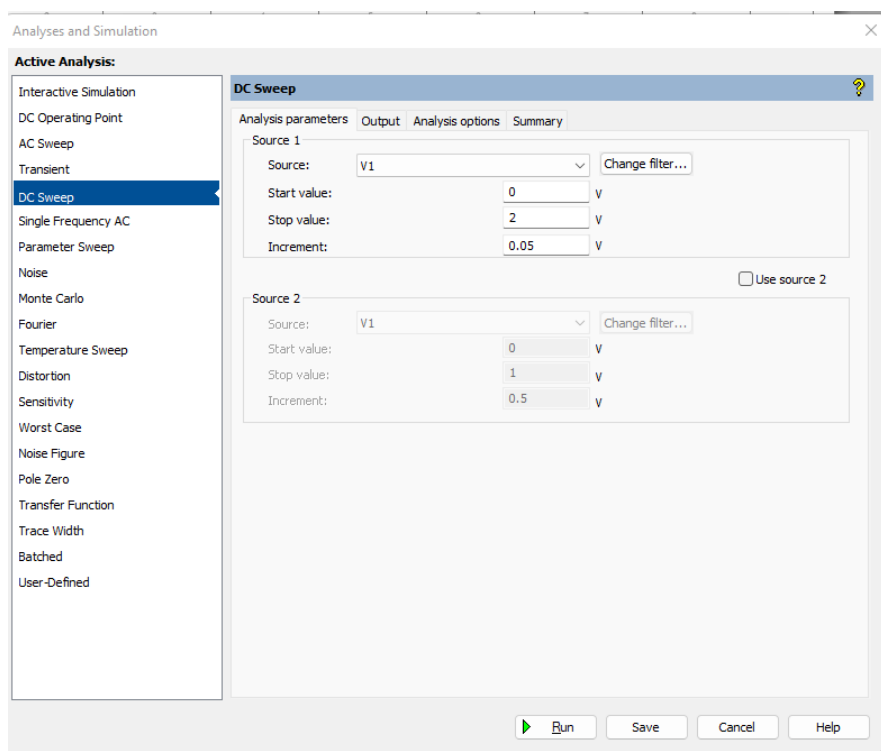 Analyses and Simulation
Active Analysis:
Interactive Simulation
DC Operating Point
AC Sweep
Transient
DC Sweep
Single Frequency AC
Parameter Sweep
Noise
Monte Carlo
Fourier
Temperature Sweep
Distortion
Sensitivity
Worst Case
Noise Figure
Pole Zero
Transfer Function
Trace Width
Batched
User-Defined
DC Sweep
Analysis parameters Output Analysis options Summary
Source 1
Source: V1 Change filter...
Start value: 0 V
Stop value: 2 V
Increment: 0.05 V
Use source 2
Source 2
Source: V1 Change filter...
Start value: 0 V
Stop value: 1 V
Increment: 0.5 V
Run Save Cancel Help